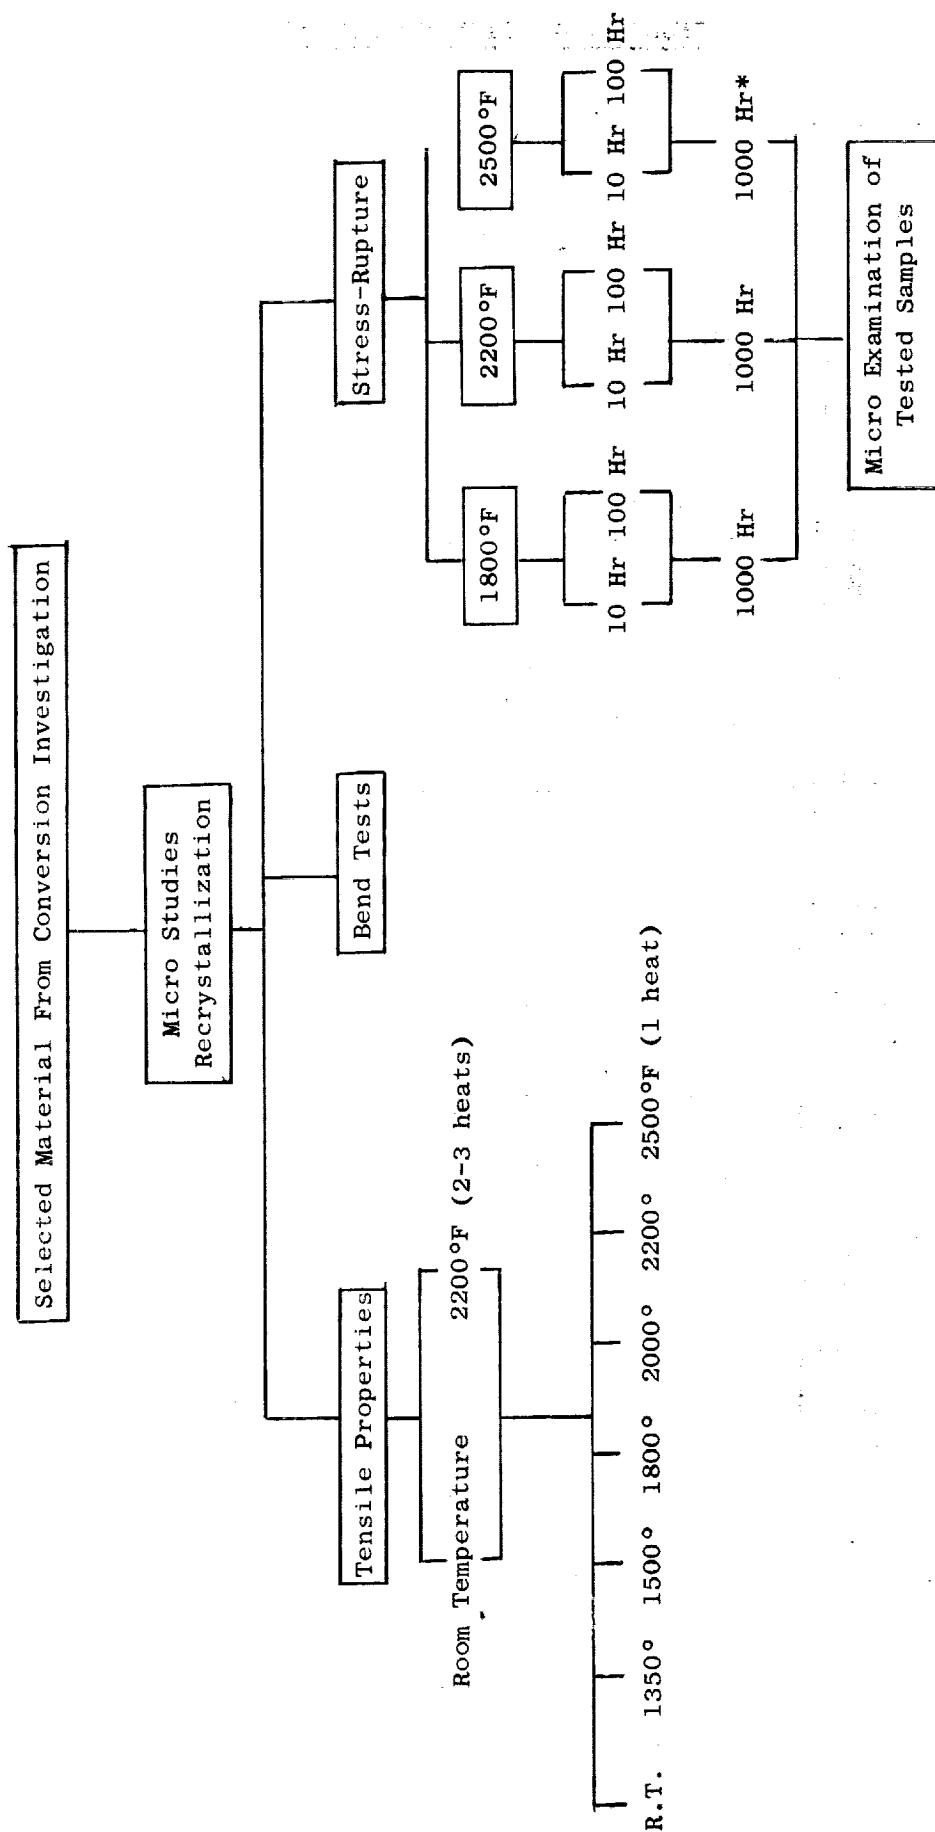 Selected Material From Conversion Investigation
Micro Studies
Recrystallization
Tensile Properties
Bend Tests
Stress-Rupture
Room Temperature 2200°F (2-3 heats)
R.T. 1350° 1500° 1800° 2000° 2200° 2500°F (1 heat)
1800°F 2200°F 2500°F
10 Hr 100 Hr 10 Hr 100 Hr 10 Hr 100 Hr
1000 Hr 1000 Hr 1000 Hr*
Micro Examination of
Tested Samples